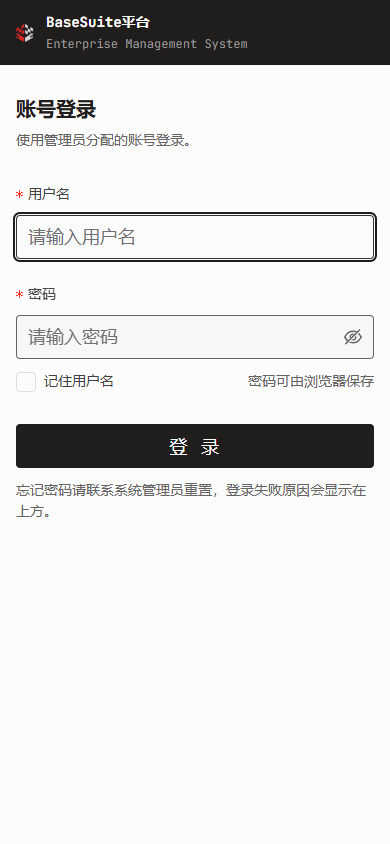 BaseSuite平台
Enterprise Management System
账号登录
使用管理员分配的账号登录。
* 用户名
请输入用户名
* 密码
请输入密码
记住用户名 密码可由浏览器保存
登 录
忘记密码请联系系统管理员重置，登录失败原因会显示在
上方。